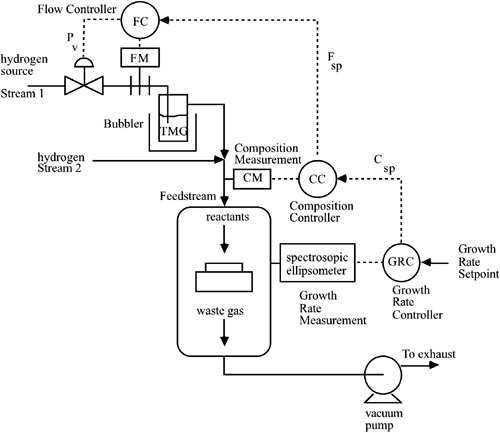 Flow Controller
FC
P
v
FM
hydrogen
source
Stream 1
F
sp
Bubbler
TMG
Composition
Measurement
hydrogen
Stream 2
C
sp
CM
CC
Feedstream
Composition
Controller
reactants
spectrosopic
ellipsometer
GRC
Growth
Rate
Setpoint
Growth
Rate
Measurement
Growth
Rate
Controller
waste gas
To exhaust
vacuum
pump